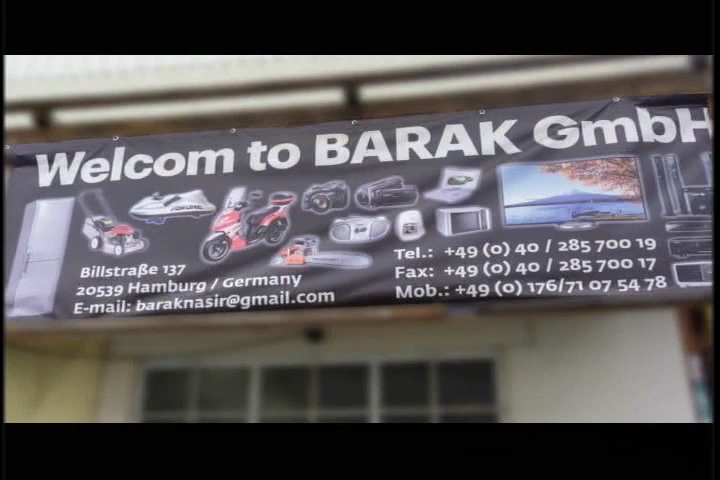 Welcom to BARAK GmbH
Billstraße 137
20539 Hamburg / Germany
E-mail: baraknasir@gmail.com
Tel.: +49 (0) 40 / 285 700 19
Fax: +49 (0) 40 / 285 700 17
Mob.: +49 (0) 176/71 07 54 78